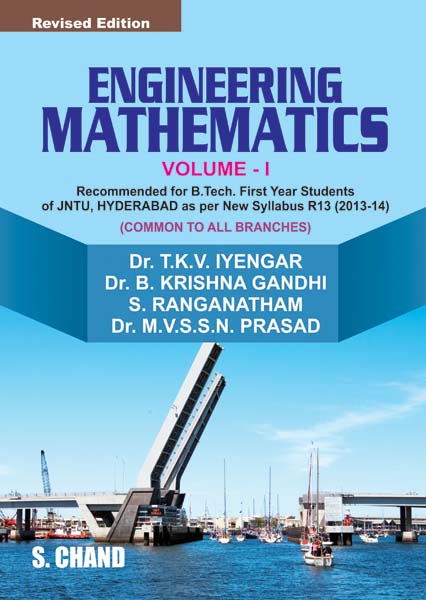 Revised Edition
ENGINEERING
MATHEMATICS
VOLUME - I
Recommended for B.Tech. First Year Students
of JNTU, HYDERABAD as per New Syllabus R13 (2013-14)
(COMMON TO ALL BRANCHES)
Dr. T.K.V. IYENGAR
Dr. B. KRISHNA GANDHI
S. RANGANATHAM
Dr. M.V.S.S.N. PRASAD
S. CHAND